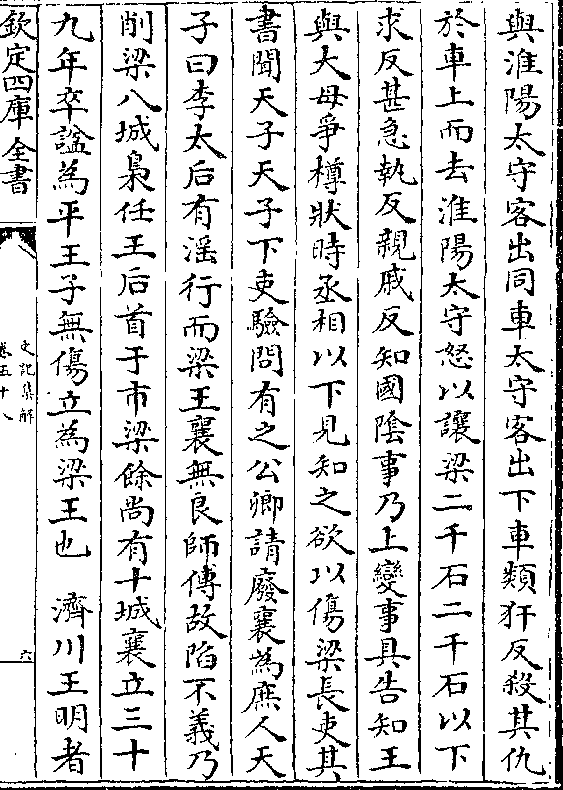 與淮陽太守客出同車太守客出下車類犴反殺其仇
於車上而去淮陽太守怒以讓梁二千石二千石以下
求反甚急執反親戚反知國陰事乃上變事具告知王
與大母爭樽狀時丞相以下見知之欲以傷梁長吏其
書聞天子天子下吏驗問有之公卿請廢襄為庶人天
子曰李太后有滛行而梁王襄無良師傅故陷不義乃
削梁八城梟任王后首于市梁餘尚有十城襄立三十
九年卒諡為平王子無傷立為梁王也　濟川王明者
欽定四庫全書
史記集解
卷五十八
六